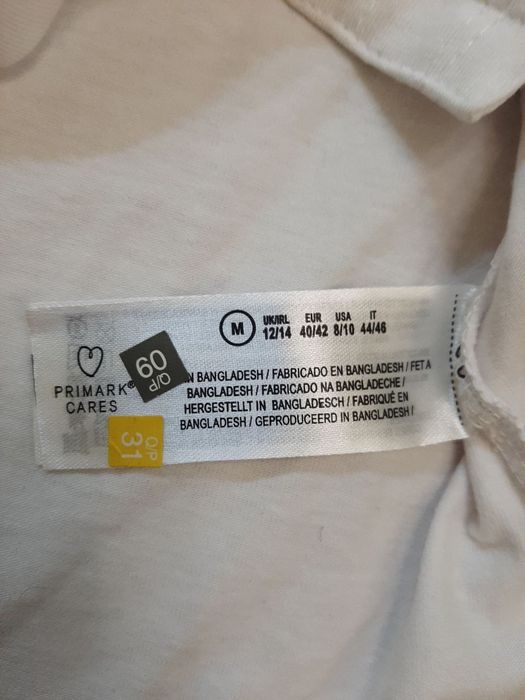 M
UK/IRL EUR USA IT
12/14 40/42 8/10 44/46
PRIMARK®
CARES
60
Q/P
31
Q/P
N BANGLADESH / FABRICADO EN BANGLADESH / FET A
BANGLADESH / FABRICADO NA BANGLADECHE /
HERGESTELLT IN BANGLADESCH / FABRIQUÉ EN
BANGLADESH / GEPRODUCEERD IN BANGLADESH /